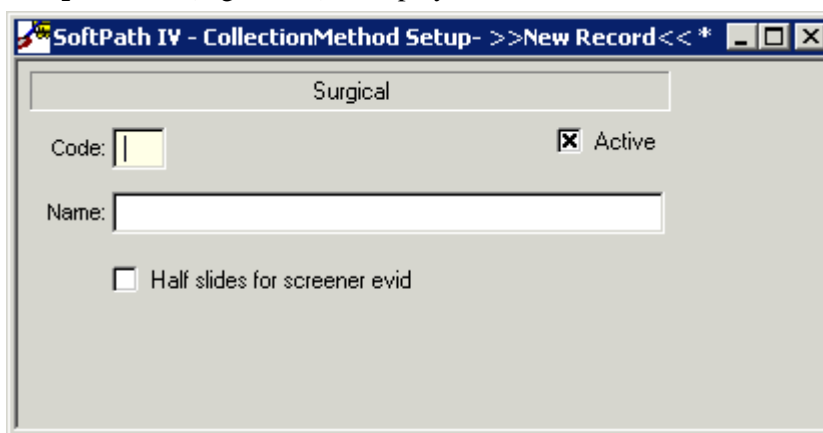 SoftPath IV - CollectionMethod Setup- >>New Record<< *
Surgical
Code:
Active
Name:
Half slides for screener evid